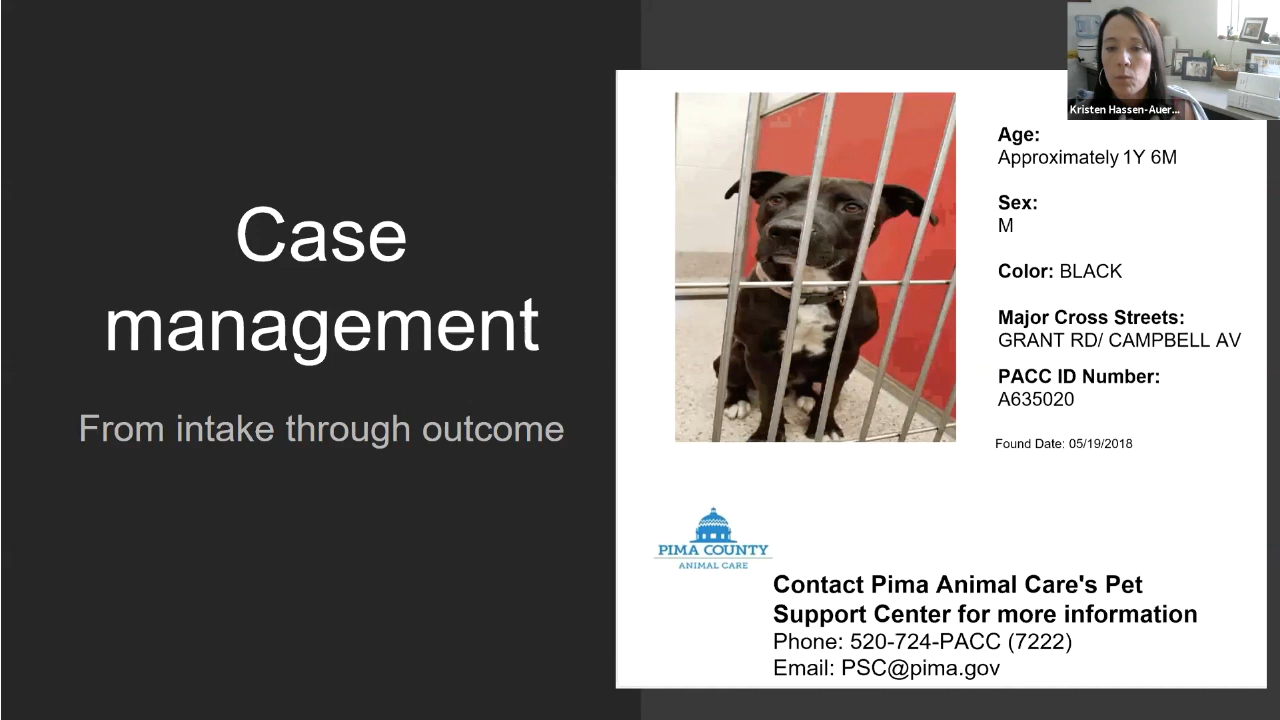 Case
management
From intake through outcome
Kristen Hassen-Auer...
Age:
Approximately 1Y 6M
Sex:
M
Color: BLACK
Major Cross Streets:
GRANT RD/ CAMPBELL AV
PACC ID Number:
A635020
Found Date: 05/19/2018
PIMA COUNTY
ANIMAL CARE
Contact Pima Animal Care's Pet
Support Center for more information
Phone: 520-724-PACC (7222)
Email: PSC@pima.gov